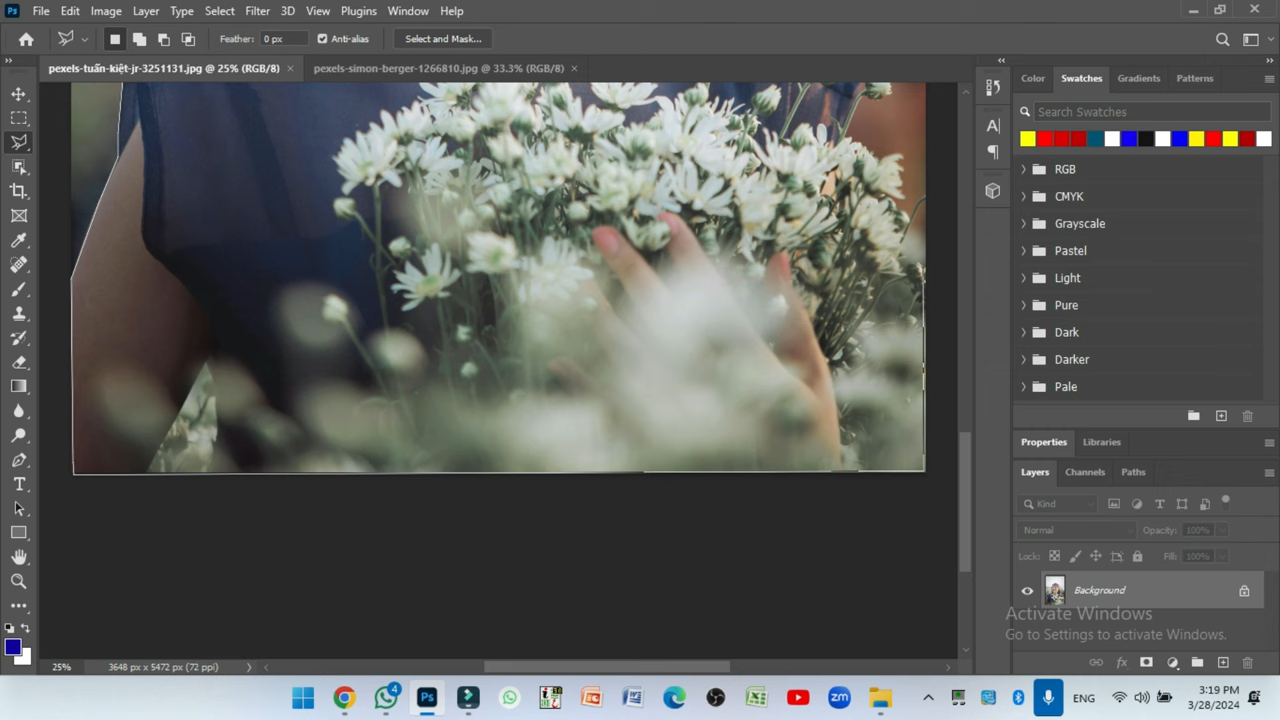 Ps File Edit Image Layer Type Select Filter 3D View Plugins Window Help
Feather: 0 px Anti-alias Select and Mask...
pexels-tuấn-kiệt-jr-3251131.jpg @ 25% (RGB/8) × pexels-simon-berger-1266810.jpg @ 33.3% (RGB/8) ×
Color Swatches Gradients Patterns
Search Swatches
RGB
CMYK
Grayscale
Pastel
Light
Pure
Dark
Darker
Pale
Properties Libraries
Layers Channels Paths
Kind
Normal Opacity: 100%
Lock: Fill: 100%
Background
Activate Windows
Go to Settings to activate Windows.
25% 3648 px x 5472 px (72 ppi)
4 Ps zm ENG 3:19 PM
3/28/2024